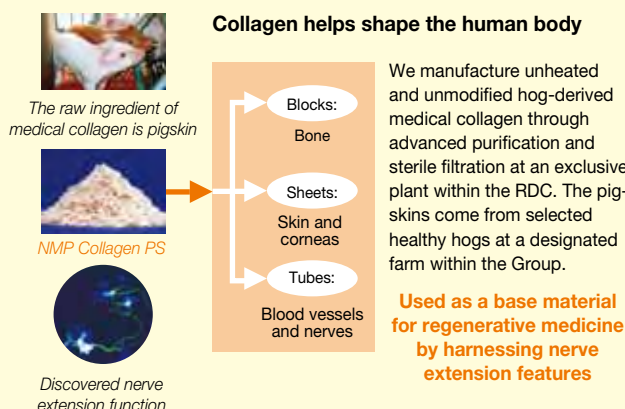 Collagen helps shape the human body
The raw ingredient of
medical collagen is pigskin
NMP Collagen PS
Discovered nerve
extension function
Blocks:
Bone
Sheets:
Skin and
corneas
Tubes:
Blood vessels
and nerves
We manufacture unheated
and unmodified hog-derived
medical collagen through
advanced purification and
sterile filtration at an exclusive
plant within the RDC. The pig-
skins come from selected
healthy hogs at a designated
farm within the Group.
Used as a base material
for regenerative medicine
by harnessing nerve
extension features